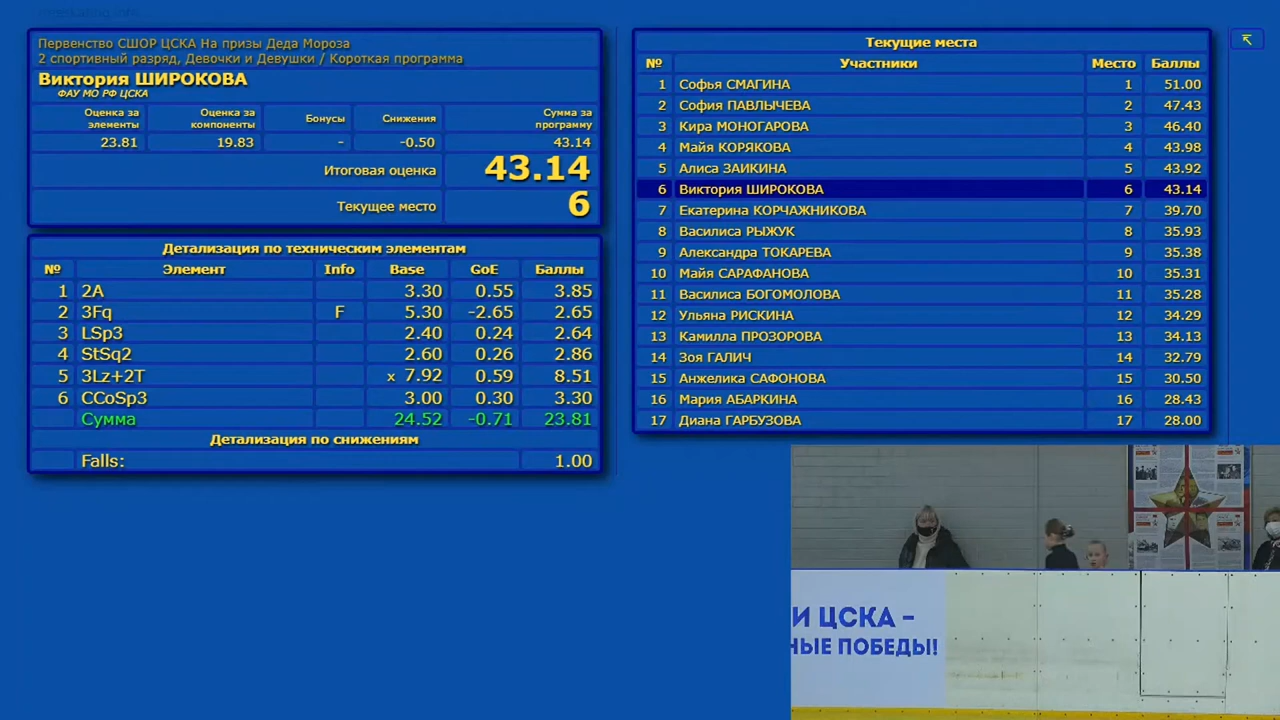 Первенство СШОР ЦСКА На призы Деда Мороза
2 спортивный разряд, Девочки и Девушки / Короткая программа
Виктория ШИРОКОВА
ФАУ МО РФ ЦСКА
Оценка за элементы Оценка за компоненты Бонусы Снижения Сумма за программу
23.81 19.83 - -0.50 43.14
Итоговая оценка 43.14
Текущее место 6
Детализация по техническим элементам
№ Элемент Info Base GoE Баллы
1 2A 3.30 0.55 3.85
2 3Fq F 5.30 -2.65 2.65
3 LSp3 2.40 0.24 2.64
4 StSq2 2.60 0.26 2.86
5 3Lz+2T x 7.92 0.59 8.51
6 CCoSp3 3.00 0.30 3.30
Сумма 24.52 -0.71 23.81
Детализация по снижениям
Falls: 1.00
Текущие места
№ Участники Место Баллы
1 Софья СМАГИНА 1 51.00
2 София ПАВЛЫЧЕВА 2 47.43
3 Кира МОНОГАРОВА 3 46.40
4 Майя КОРЯКОВА 4 43.98
5 Алиса ЗАИКИНА 5 43.92
6 Виктория ШИРОКОВА 6 43.14
7 Екатерина КОРЧАЖНИКОВА 7 39.70
8 Василиса РЫЖУК 8 35.93
9 Александра ТОКАРЕВА 9 35.38
10 Майя САРАФАНОВА 10 35.31
11 Василиса БОГОМОЛОВА 11 35.28
12 Ульяна РИСКИНА 12 34.29
13 Камилла ПРОЗОРОВА 13 34.13
14 Зоя ГАЛИЧ 14 32.79
15 Анжелика САФОНОВА 15 30.50
16 Мария АБАРКИНА 16 28.43
17 Диана ГАРБУЗОВА 17 28.00
И ЦСКА –
НЫЕ ПОБЕДЫ!